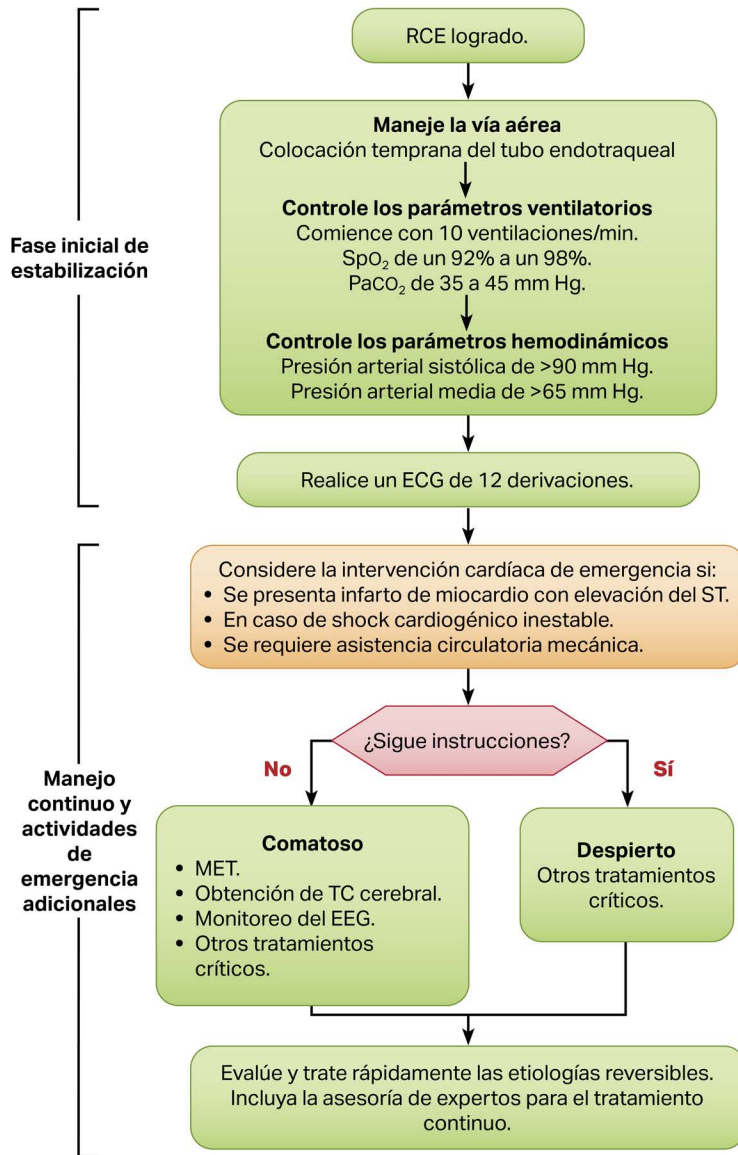 RCE logrado.
Maneje la vía aérea
Colocación temprana del tubo endotraqueal
Controle los parámetros ventilatorios
Comience con 10 ventilaciones/min.
SpO₂ de un 92% a un 98%.
PaCO₂ de 35 a 45 mm Hg.
Controle los parámetros hemodinámicos
Presión arterial sistólica de >90 mm Hg.
Presión arterial media de >65 mm Hg.
Fase inicial de
estabilización
Realice un ECG de 12 derivaciones.
Considere la intervención cardíaca de emergencia si:
• Se presenta infarto de miocardio con elevación del ST.
• En caso de shock cardiogénico inestable.
• Se requiere asistencia circulatoria mecánica.
¿Sigue instrucciones?
No
Sí
Manejo
continuo y
actividades
de
emergencia
adicionales
Comatoso
• MET.
• Obtención de TC cerebral.
• Monitoreo del EEG.
• Otros tratamientos
críticos.
Despierto
Otros tratamientos
críticos.
Evalúe y trate rápidamente las etiologías reversibles.
Incluya la asesoría de expertos para el tratamiento
continuo.